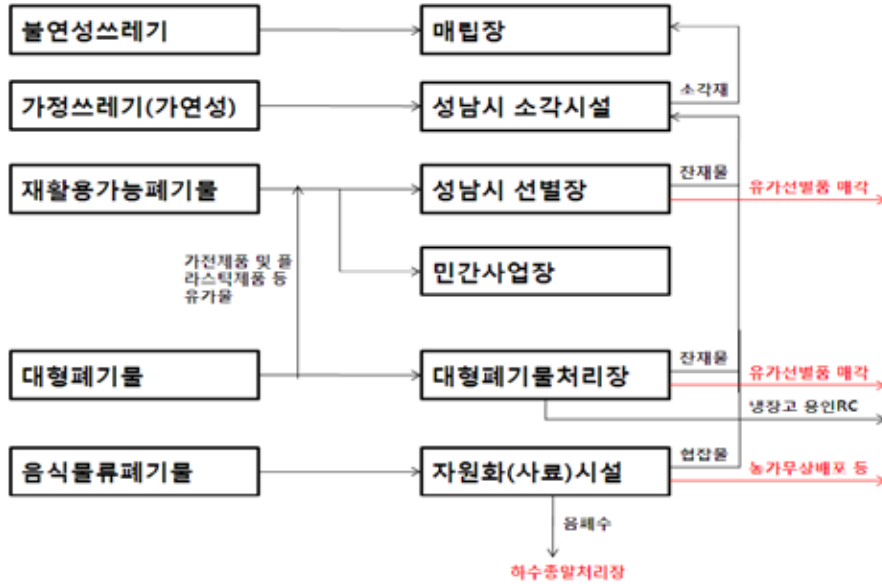 불연성쓰레기
매립장
가정쓰레기(가연성)
성남시 소각시설
소각재
재활용가능폐기물
성남시 선별장
잔재물
유가선별품 매각
가전제품 및 플
라스틱제품 등
유가물
민간사업장
대형폐기물
대형폐기물처리장
잔재물
유가선별품 매각
냉장고 용인RC
음식물류폐기물
자원화(사료)시설
협잡물
농가무상배포 등
음폐수
하수종말처리장